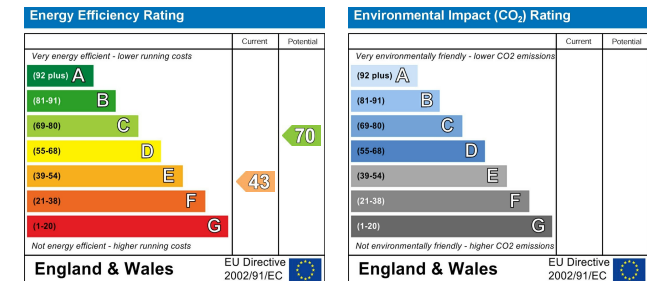 Energy Efficiency Rating
Current Potential
Very energy efficient - lower running costs
(92 plus) A
(81-91) B
(69-80) C
70
(55-68) D
(39-54) E
43
(21-38) F
(1-20) G
Not energy efficient - higher running costs
England & Wales
EU Directive
2002/91/EC
Environmental Impact (CO₂) Rating
Current Potential
Very environmentally friendly - lower CO2 emissions
(92 plus) A
(81-91) B
(69-80) C
(55-68) D
(39-54) E
(21-38) F
(1-20) G
Not environmentally friendly - higher CO2 emissions
England & Wales
EU Directive
2002/91/EC